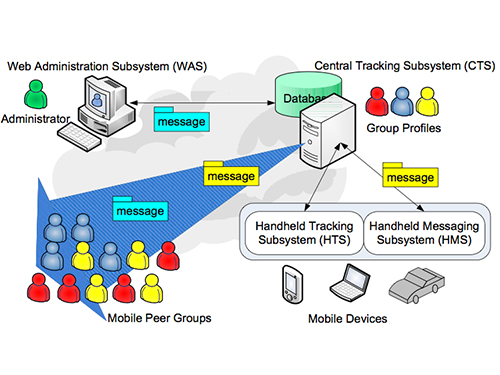 Web Administration Subsystem (WAS)
Central Tracking Subsystem (CTS)
Administrator
message
Group Profiles
message
message
message
Handheld Tracking
Subsystem (HTS)
Handheld Messaging
Subsystem (HMS)
Mobile Peer Groups
Mobile Devices